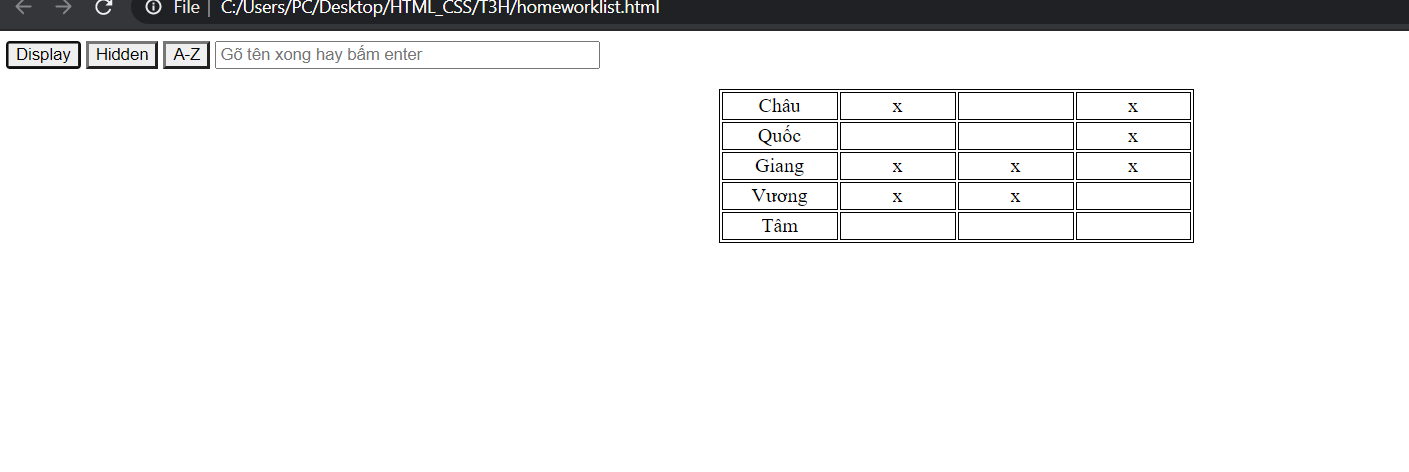 File | C:/Users/PC/Desktop/HTML_CSS/T3H/homeworklist.html
Display Hidden A-Z Gõ tên xong hay bấm enter
Châu x x
Quốc x
Giang x x x
Vương x x
Tâm